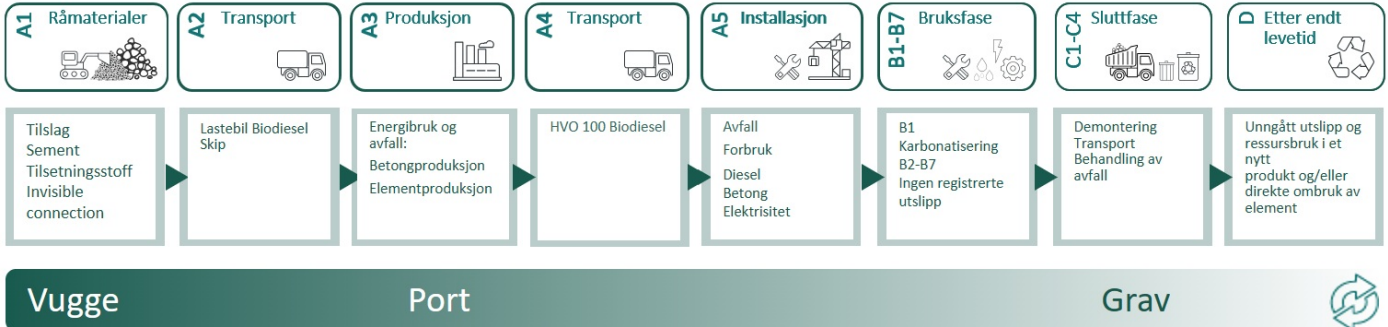 A1 Råmaterialer
A2 Transport
A3 Produksjon
A4 Transport
A5 Installasjon
B1-B7 Bruksfase
C1-C4 Sluttfase
D Etter endt
levetid
Tilslag
Sement
Tilsetningsstoff
Invisible
connection
Lastebil Biodiesel
Skip
Energibruk og
avfall:
Betongproduksjon
Elementproduksjon
HVO 100 Biodiesel
Avfall
Forbruk
Diesel
Betong
Elektrisitet
B1
Karbonatisering
B2-B7
Ingen registrerte
utslipp
Demontering
Transport
Behandling av
avfall
Unngått utslipp og
ressursbruk i et
nytt
produkt og/eller
direkte ombruk av
element
Vugge
Port
Grav